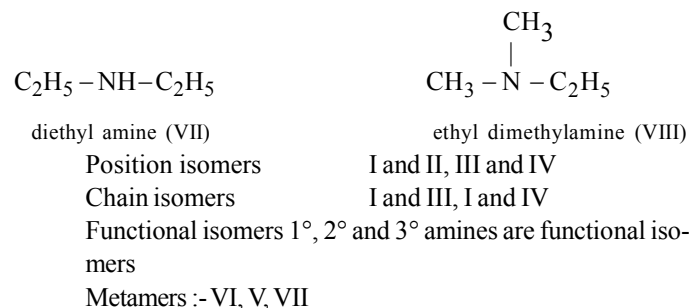 CH₃
|
C₂H₅ – NH – C₂H₅ CH₃ – N – C₂H₅
diethyl amine (VII) ethyl dimethylamine (VIII)
Position isomers I and II, III and IV
Chain isomers I and III, I and IV
Functional isomers 1°, 2° and 3° amines are functional iso-
mers
Metamers :- VI, V, VII